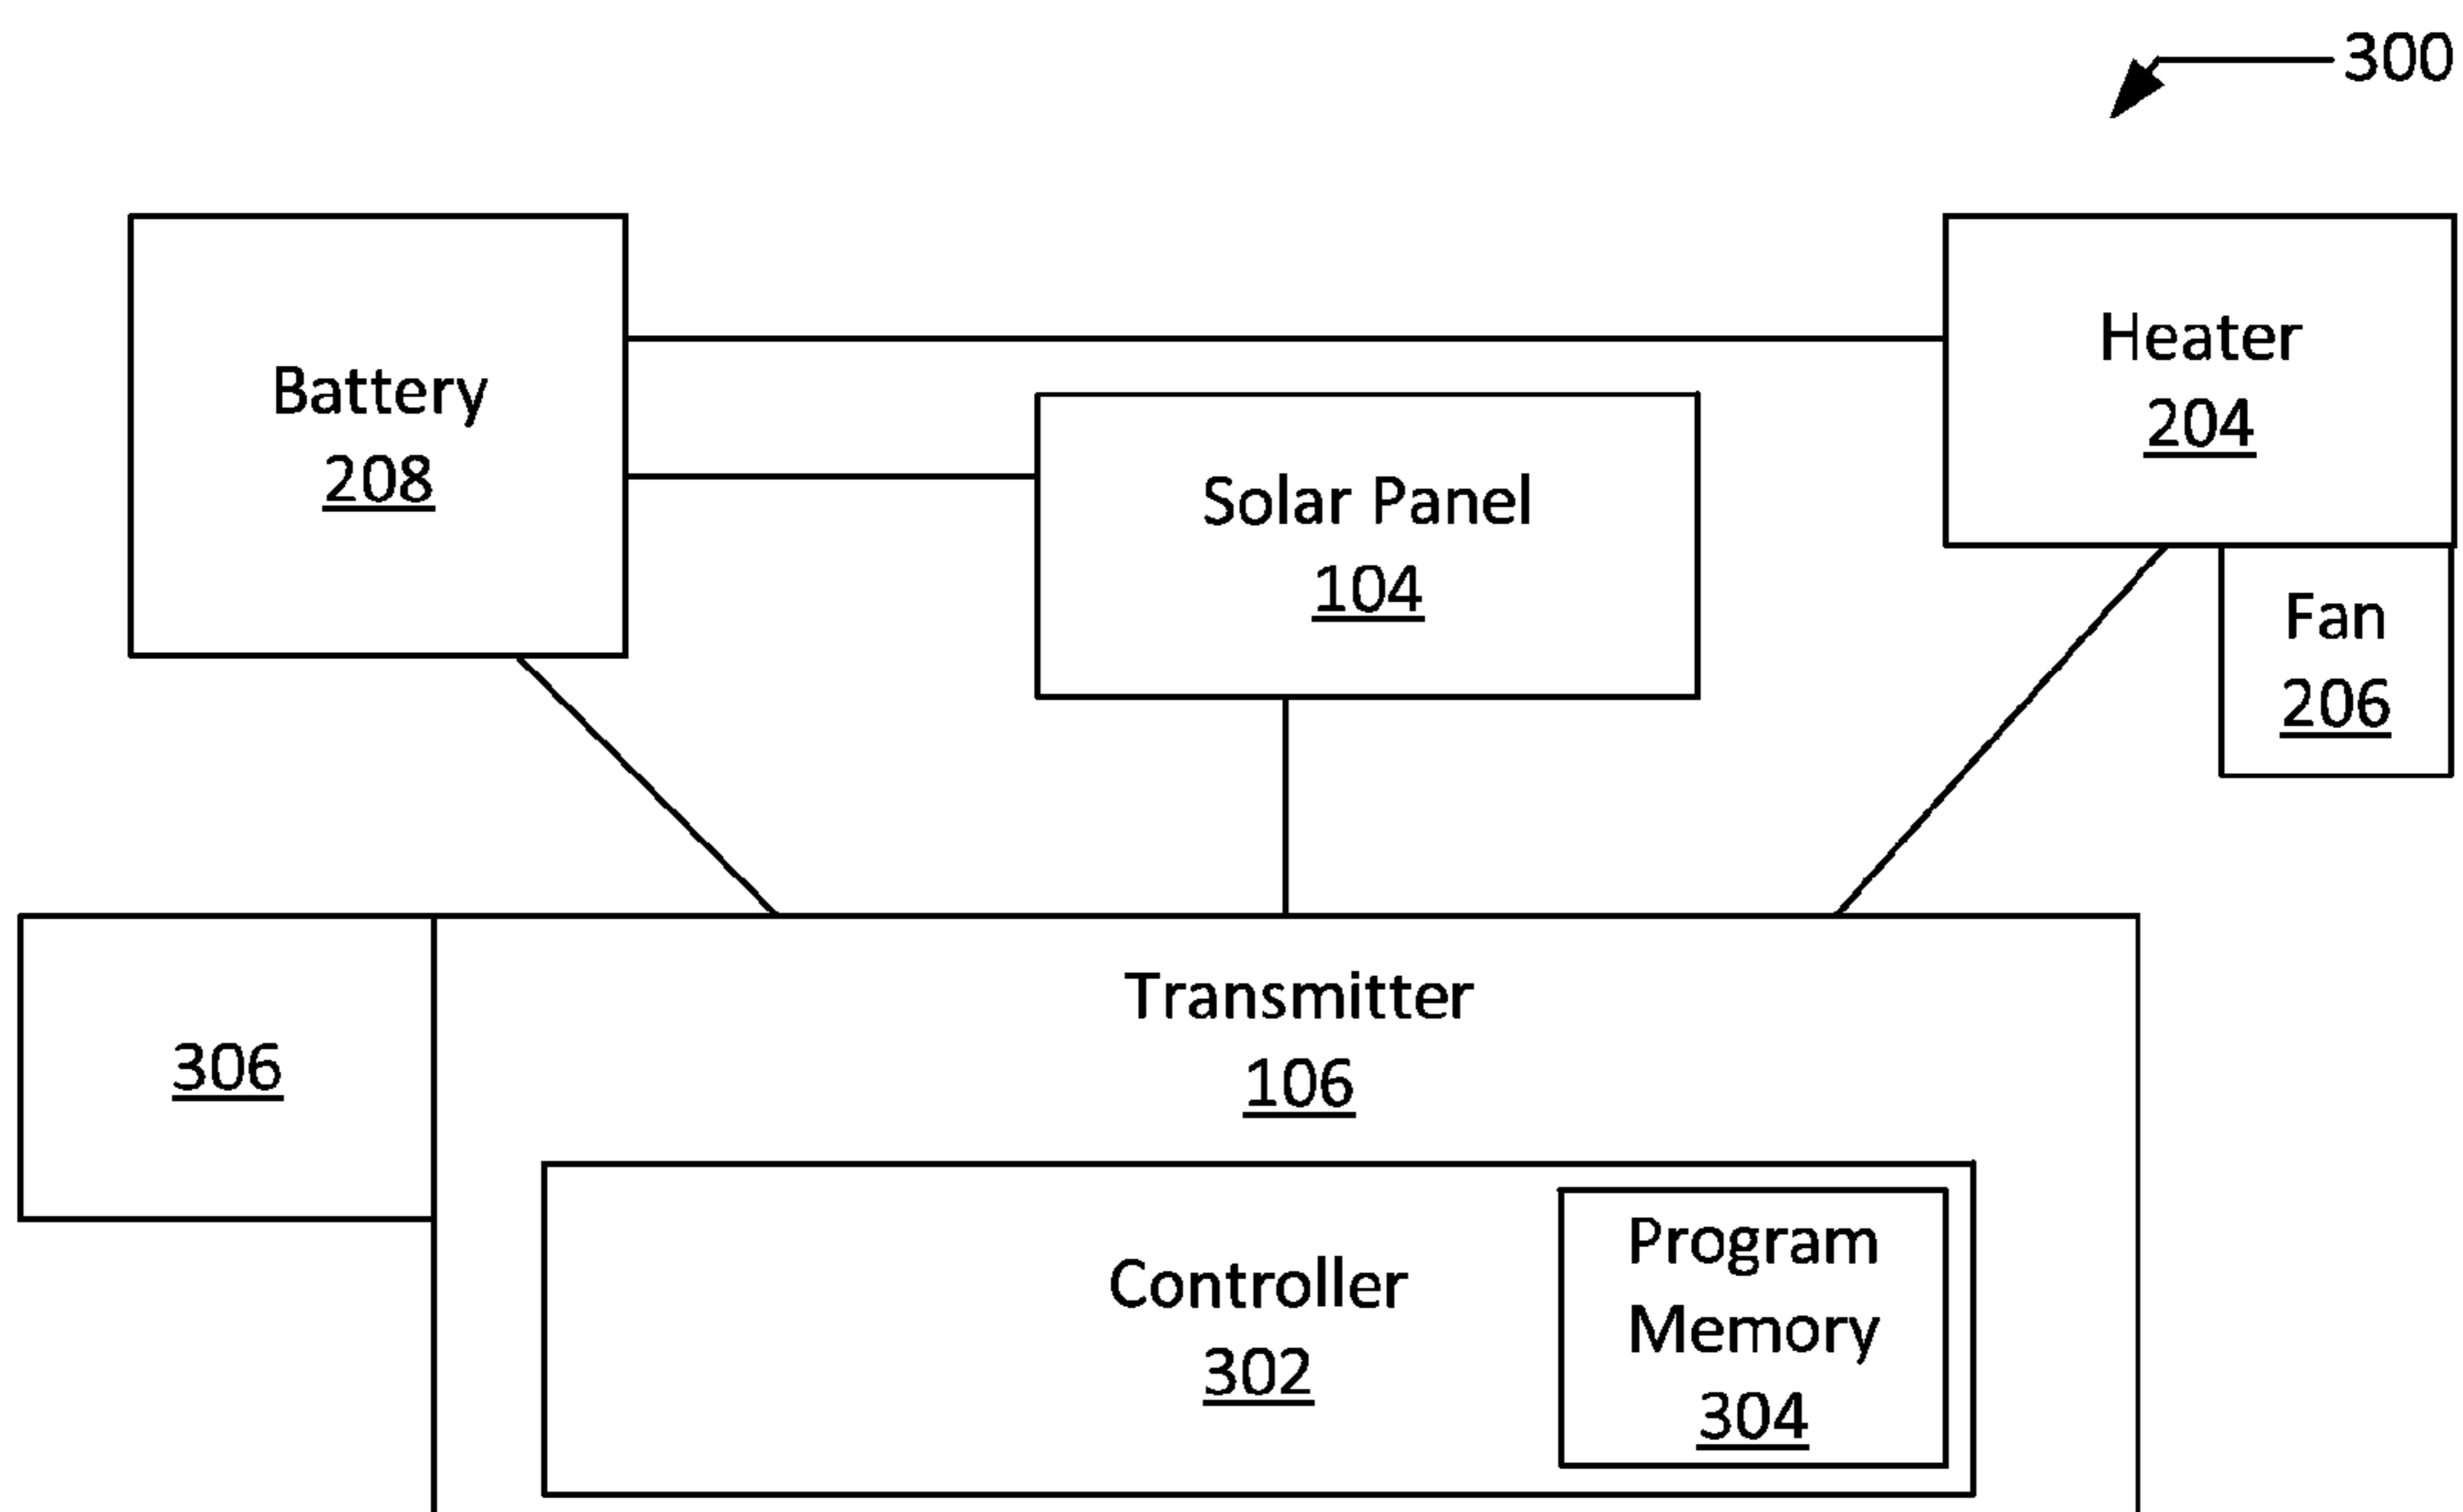 300
Battery
208
Heater
204
Solar Panel
104
Fan
206
Transmitter
106
306
Controller
302
Program
Memory
304